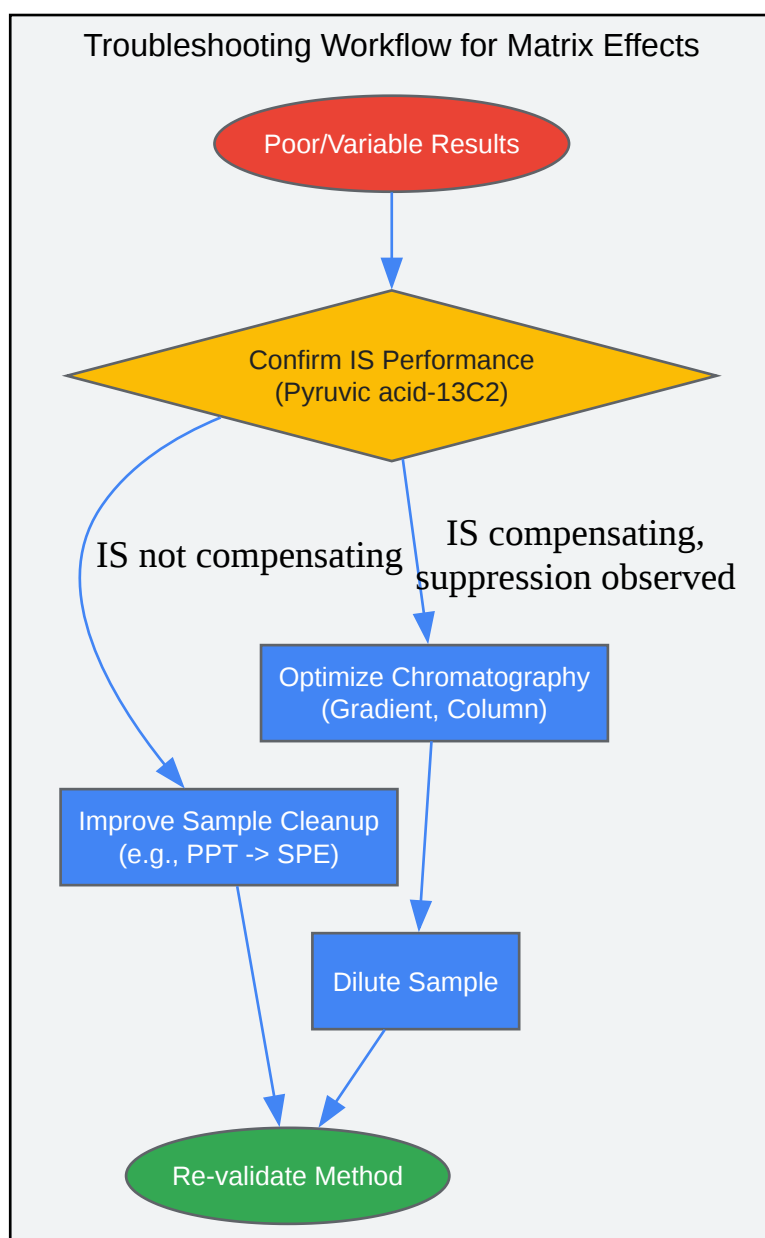 Troubleshooting Workflow for Matrix Effects
Poor/Variable Results
Confirm IS Performance
(Pyruvic acid-13C2)
IS not compensating
IS compensating,
suppression observed
Optimize Chromatography
(Gradient, Column)
Improve Sample Cleanup
(e.g., PPT -> SPE)
Dilute Sample
Re-validate Method